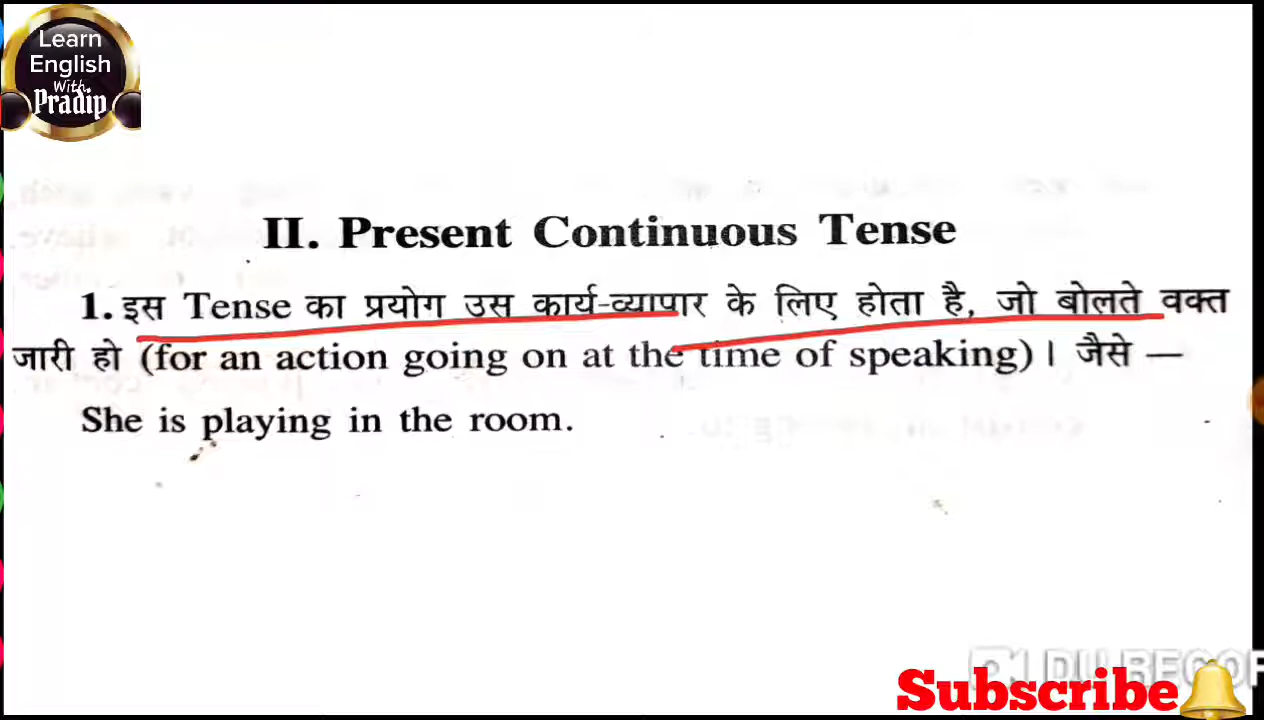 Learn
English
With
Pradip
II. Present Continuous Tense
1. इस Tense का प्रयोग उस कार्य-व्यापार के लिए होता है, जो बोलते वक्त
जारी हो (for an action going on at the time of speaking)। जैसे —
She is playing in the room.
Subscribe